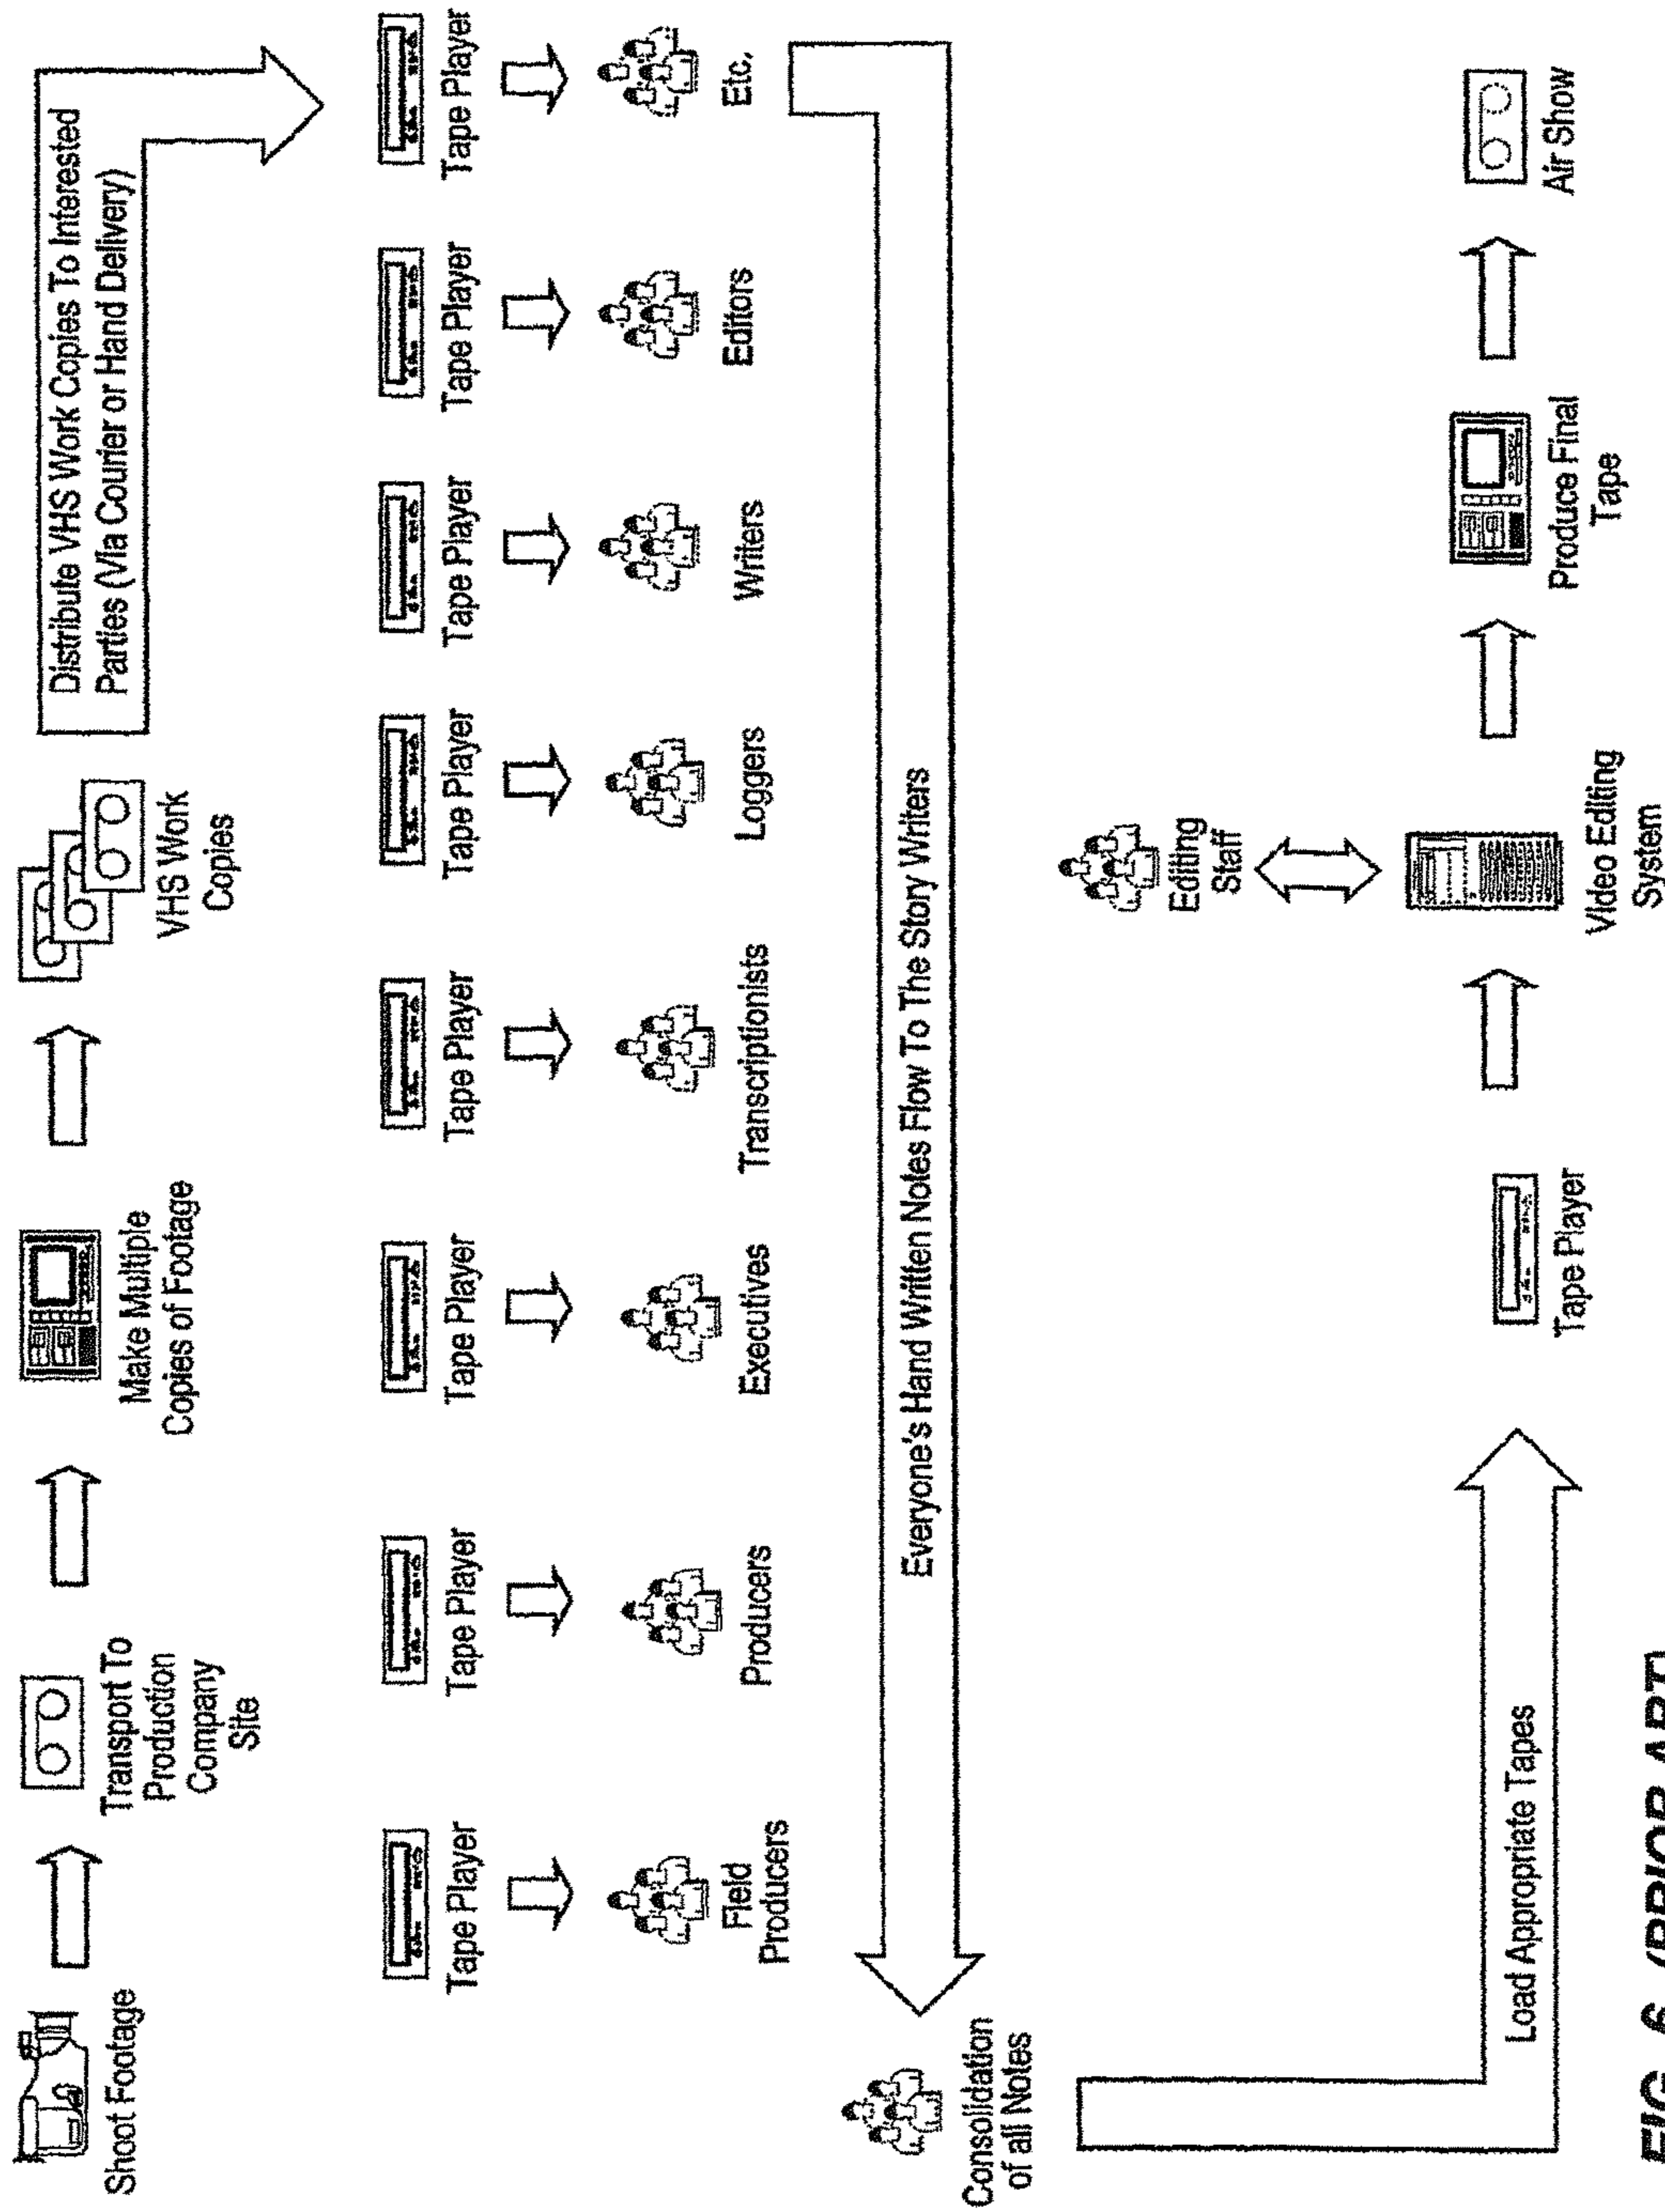 Shoot Footage
Transport To
Production
Company
Site
Make Multiple
Copies of Footage
VHS Work
Copies
Distribute VHS Work Copies To Interested
Parties (Via Courier or Hand Delivery)
Tape Player
Tape Player
Tape Player
Tape Player
Tape Player
Tape Player
Tape Player
Tape Player
Field
Producers
Producers
Executives
Transcriptionists
Loggers
Writers
Editors
Etc.
Everyone's Hand Written Notes Flow To The Story Writers
Consolidation
of all Notes
Editing
Staff
Load Appropriate Tapes
Tape Player
Video Editing
System
Produce Final
Tape
Air Show
FIG. 6 (PRIOR ART)